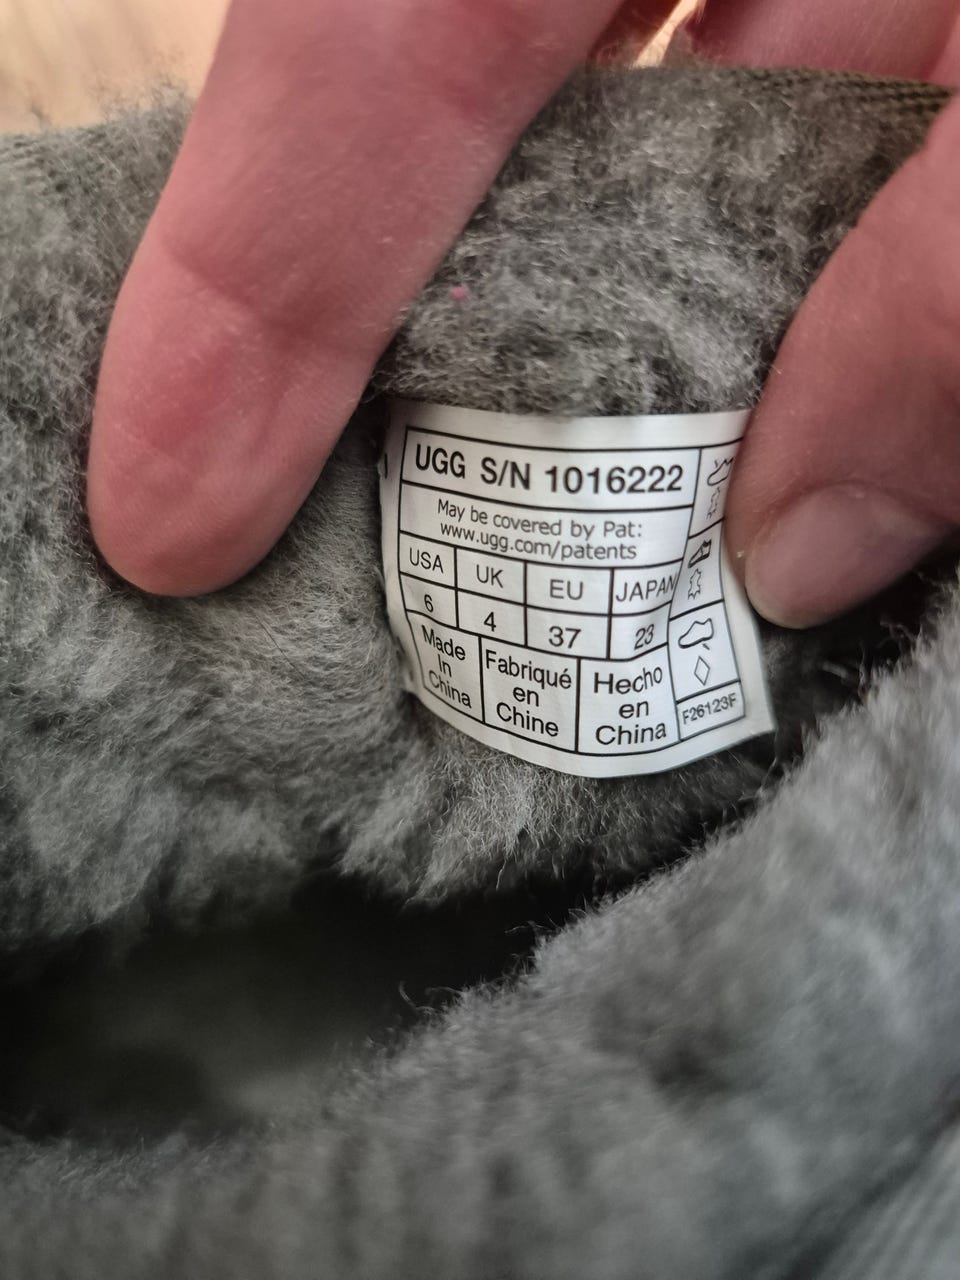 UGG S/N 1016222
May be covered by Pat:
www.ugg.com/patents
USA UK EU JAPAN
6 4 37 23
Made In China
Fabriqué en Chine
Hecho en China
F26123F